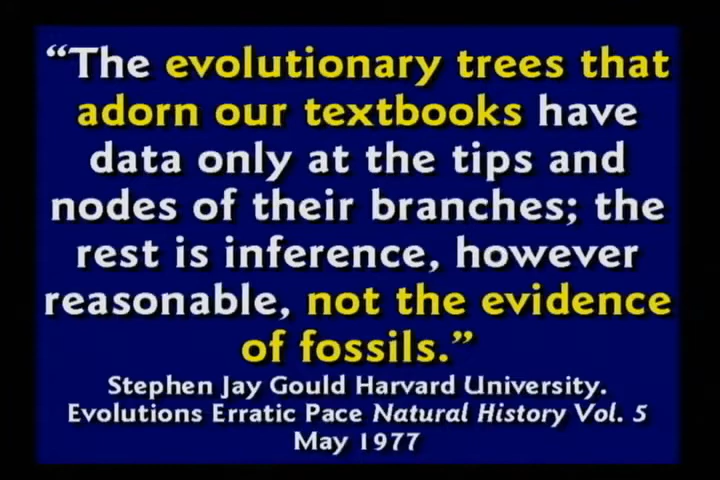 “The evolutionary trees that
adorn our textbooks have
data only at the tips and
nodes of their branches; the
rest is inference, however
reasonable, not the evidence
of fossils.”
Stephen Jay Gould Harvard University.
Evolutions Erratic Pace Natural History Vol. 5
May 1977